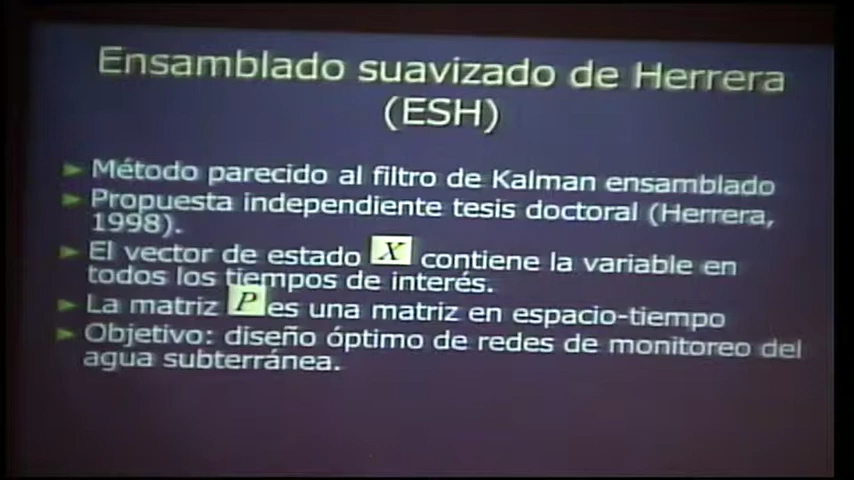 Ensamblado suavizado de Herrera
(ESH)
Método parecido al filtro de Kalman ensamblado
Propuesta independiente tesis doctoral (Herrera,
1998).
El vector de estado X contiene la variable en
todos los tiempos de interés.
La matriz P es una matriz en espacio-tiempo
Objetivo: diseño óptimo de redes de monitoreo del
agua subterránea.